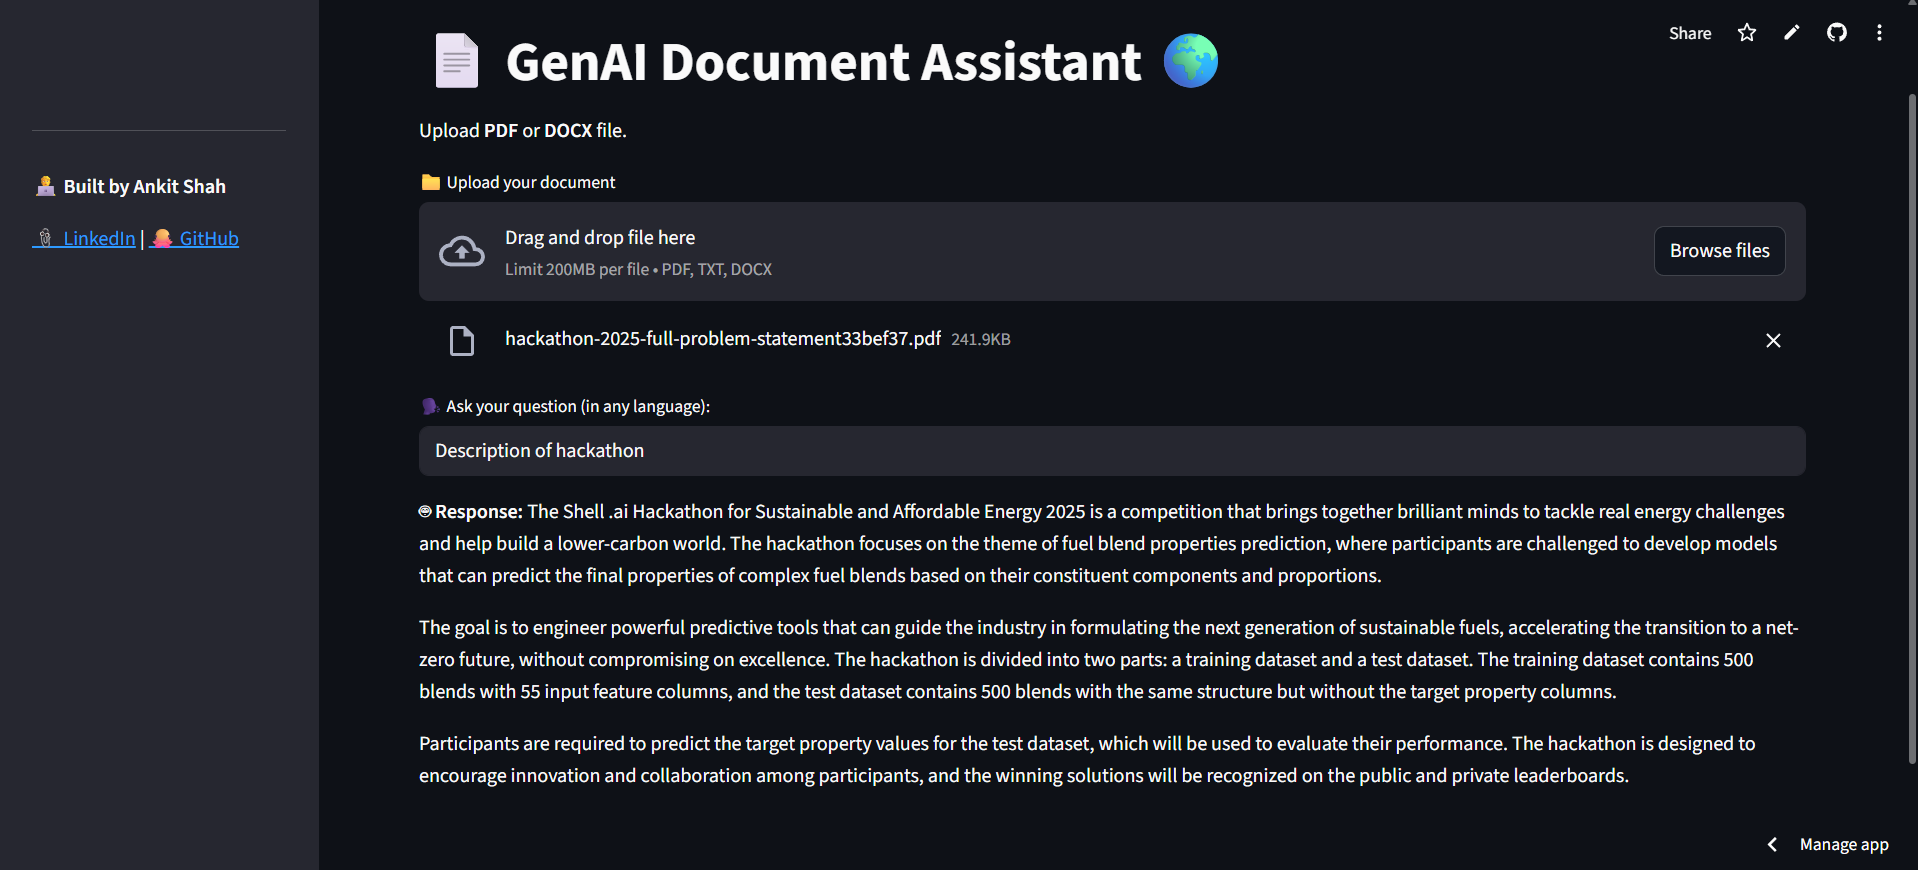 Share
GenAI Document Assistant
Upload PDF or DOCX file.
Built by Ankit Shah
LinkedIn | GitHub
Upload your document
Drag and drop file here
Limit 200MB per file • PDF, TXT, DOCX
Browse files
hackathon-2025-full-problem-statement33bef37.pdf 241.9KB
Ask your question (in any language):
Description of hackathon
Response: The Shell .ai Hackathon for Sustainable and Affordable Energy 2025 is a competition that brings together brilliant minds to tackle real energy challenges
and help build a lower-carbon world. The hackathon focuses on the theme of fuel blend properties prediction, where participants are challenged to develop models
that can predict the final properties of complex fuel blends based on their constituent components and proportions.
The goal is to engineer powerful predictive tools that can guide the industry in formulating the next generation of sustainable fuels, accelerating the transition to a net-
zero future, without compromising on excellence. The hackathon is divided into two parts: a training dataset and a test dataset. The training dataset contains 500
blends with 55 input feature columns, and the test dataset contains 500 blends with the same structure but without the target property columns.
Participants are required to predict the target property values for the test dataset, which will be used to evaluate their performance. The hackathon is designed to
encourage innovation and collaboration among participants, and the winning solutions will be recognized on the public and private leaderboards.
Manage app